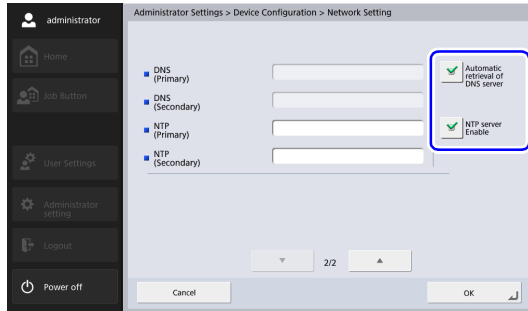 administrator
Administrator Settings > Device Configuration > Network Setting
Home
Job Button
User Settings
Administrator
setting
Logout
Power off
DNS
(Primary)
DNS
(Secondary)
NTP
(Primary)
NTP
(Secondary)
Automatic
retrieval of
DNS server
NTP server
Enable
2/2
Cancel
OK